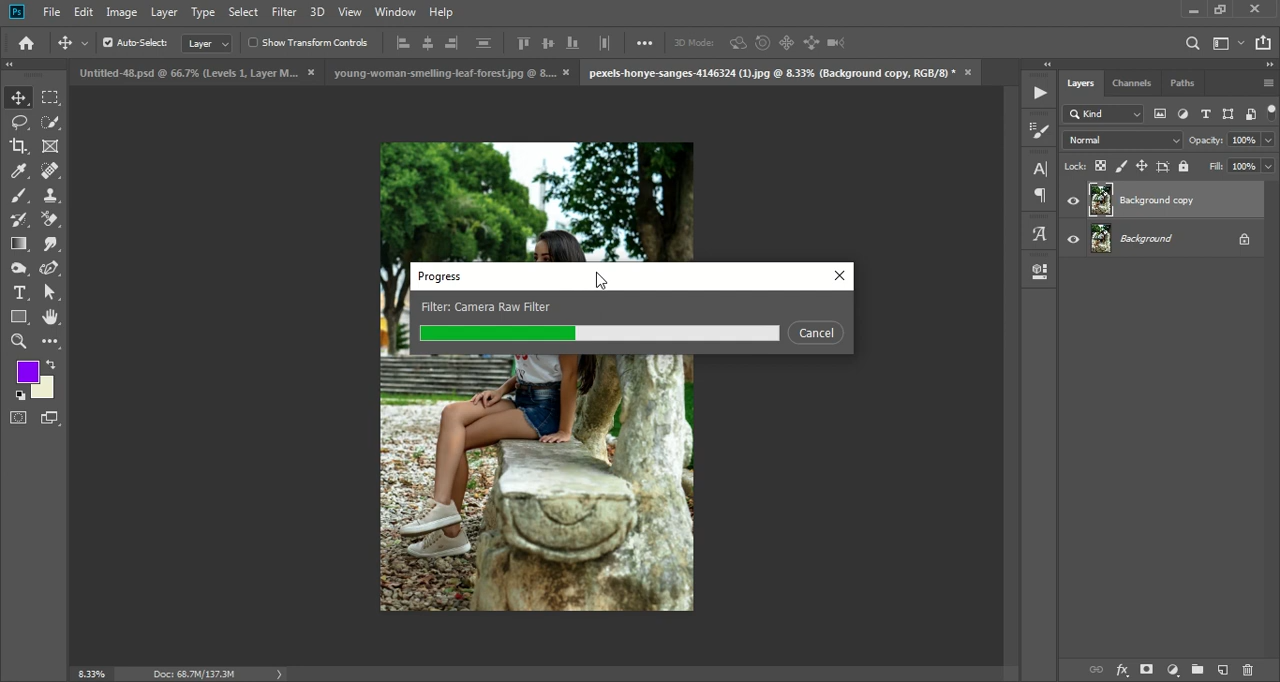 Ps File Edit Image Layer Type Select Filter 3D View Window Help
Auto-Select: Layer Show Transform Controls 3D Mode:
Untitled-48.psd @ 66.7% (Levels 1, Layer M... × young-woman-smelling-leaf-forest.jpg @ 8.... × pexels-honye-sanges-4146324 (1).jpg @ 8.33% (Background copy, RGB/8) * ×
Layers Channels Paths
Kind
Normal Opacity: 100%
Lock: Fill: 100%
Background copy
Background
Progress
Filter: Camera Raw Filter
Cancel
8.33% Doc: 68.7M/137.3M